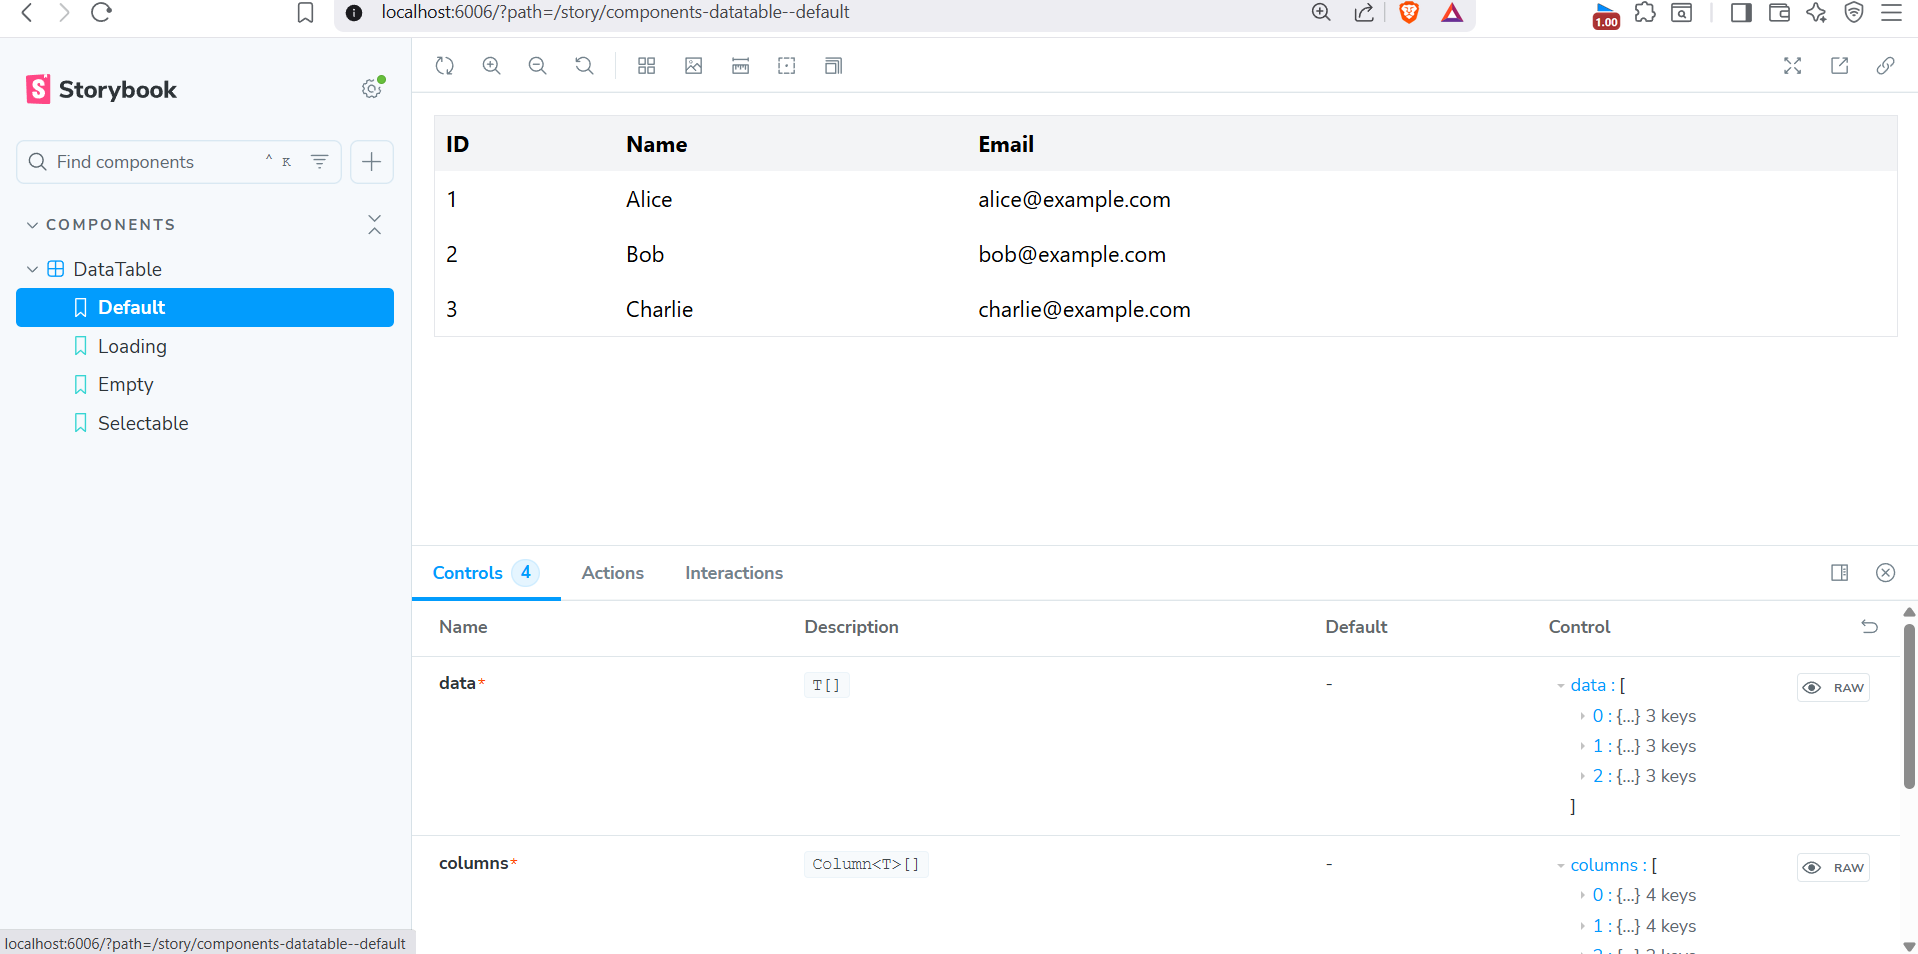 localhost:6006/?path=/story/components-datatable--default
1.00
Storybook
Find components
^ K
COMPONENTS
DataTable
Default
Loading
Empty
Selectable
ID Name Email
1 Alice alice@example.com
2 Bob bob@example.com
3 Charlie charlie@example.com
Controls 4 Actions Interactions
Name Description Default Control
data* T[] - data : [ RAW
0 : {...} 3 keys
1 : {...} 3 keys
2 : {...} 3 keys
]
columns* Column<T>[] - columns : [ RAW
0 : {...} 4 keys
1 : {...} 4 keys
localhost:6006/?path=/story/components-datatable--default